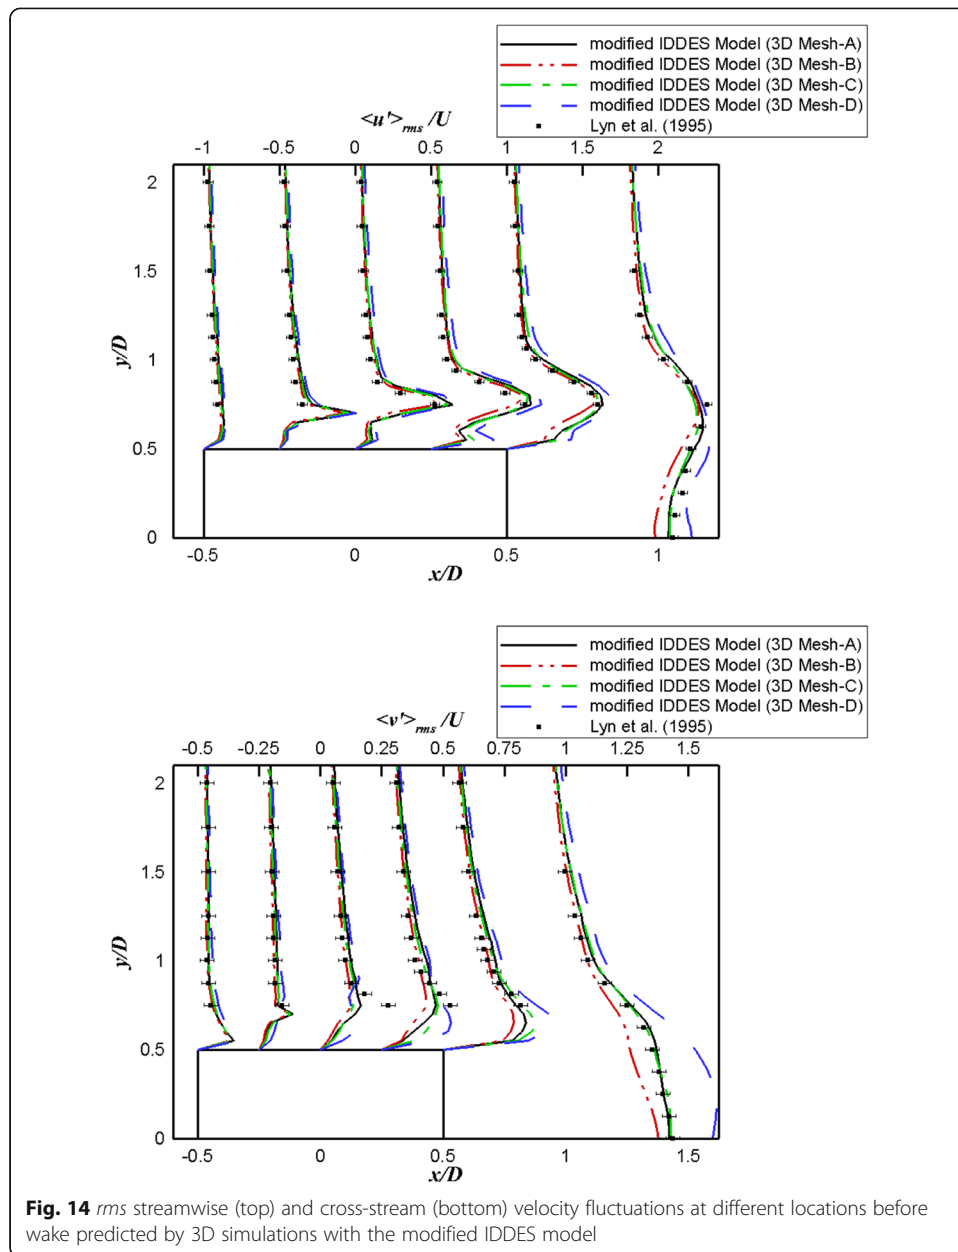 modified IDDES Model (3D Mesh-A)
modified IDDES Model (3D Mesh-B)
modified IDDES Model (3D Mesh-C)
modified IDDES Model (3D Mesh-D)
Lyn et al. (1995)
<u'>rms /U
-1 -0.5 0 0.5 1 1.5 2
2
1.5
1
0.5
0
y/D
-0.5 0 0.5 1
x/D
modified IDDES Model (3D Mesh-A)
modified IDDES Model (3D Mesh-B)
modified IDDES Model (3D Mesh-C)
modified IDDES Model (3D Mesh-D)
Lyn et al. (1995)
<v'>rms /U
-0.5 -0.25 0 0.25 0.5 0.75 1 1.25 1.5
2
1.5
1
0.5
0
y/D
-0.5 0 0.5 1 1.5
x/D
Fig. 14 rms streamwise (top) and cross-stream (bottom) velocity fluctuations at different locations before
wake predicted by 3D simulations with the modified IDDES model